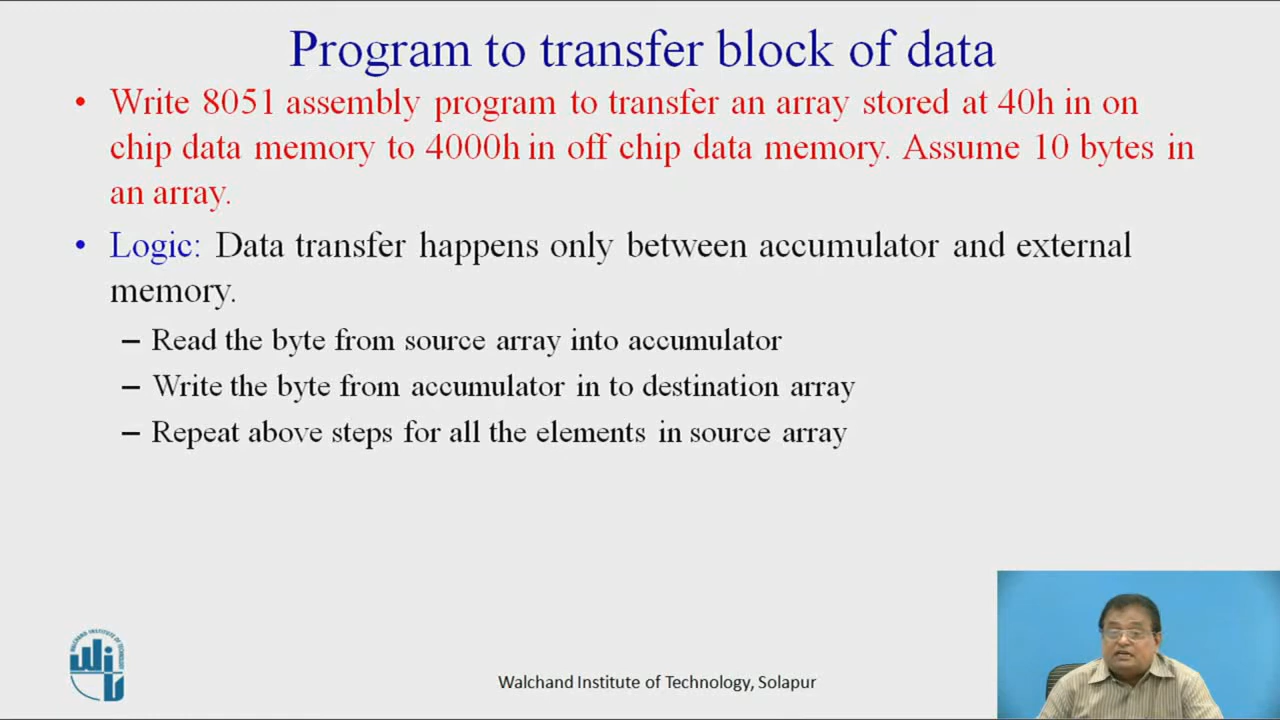 Program to transfer block of data
• Write 8051 assembly program to transfer an array stored at 40h in on
chip data memory to 4000h in off chip data memory. Assume 10 bytes in
an array.
• Logic: Data transfer happens only between accumulator and external
memory.
– Read the byte from source array into accumulator
– Write the byte from accumulator in to destination array
– Repeat above steps for all the elements in source array
WALCHAND INSTITUTE OF TECHNOLOGY
Walchand Institute of Technology, Solapur